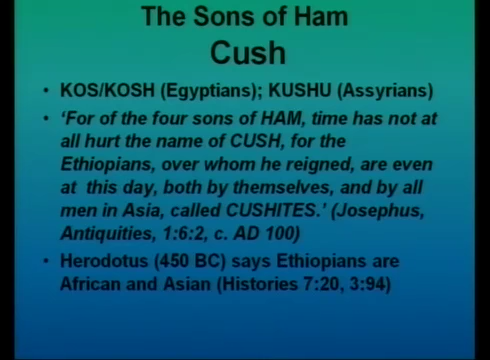 The Sons of Ham
Cush
• KOS/KOSH (Egyptians); KUSHU (Assyrians)
• 'For of the four sons of HAM, time has not at
all hurt the name of CUSH, for the
Ethiopians, over whom he reigned, are even
at this day, both by themselves, and by all
men in Asia, called CUSHITES.' (Josephus,
Antiquities, 1:6:2, c. AD 100)
• Herodotus (450 BC) says Ethiopians are
African and Asian (Histories 7:20, 3:94)